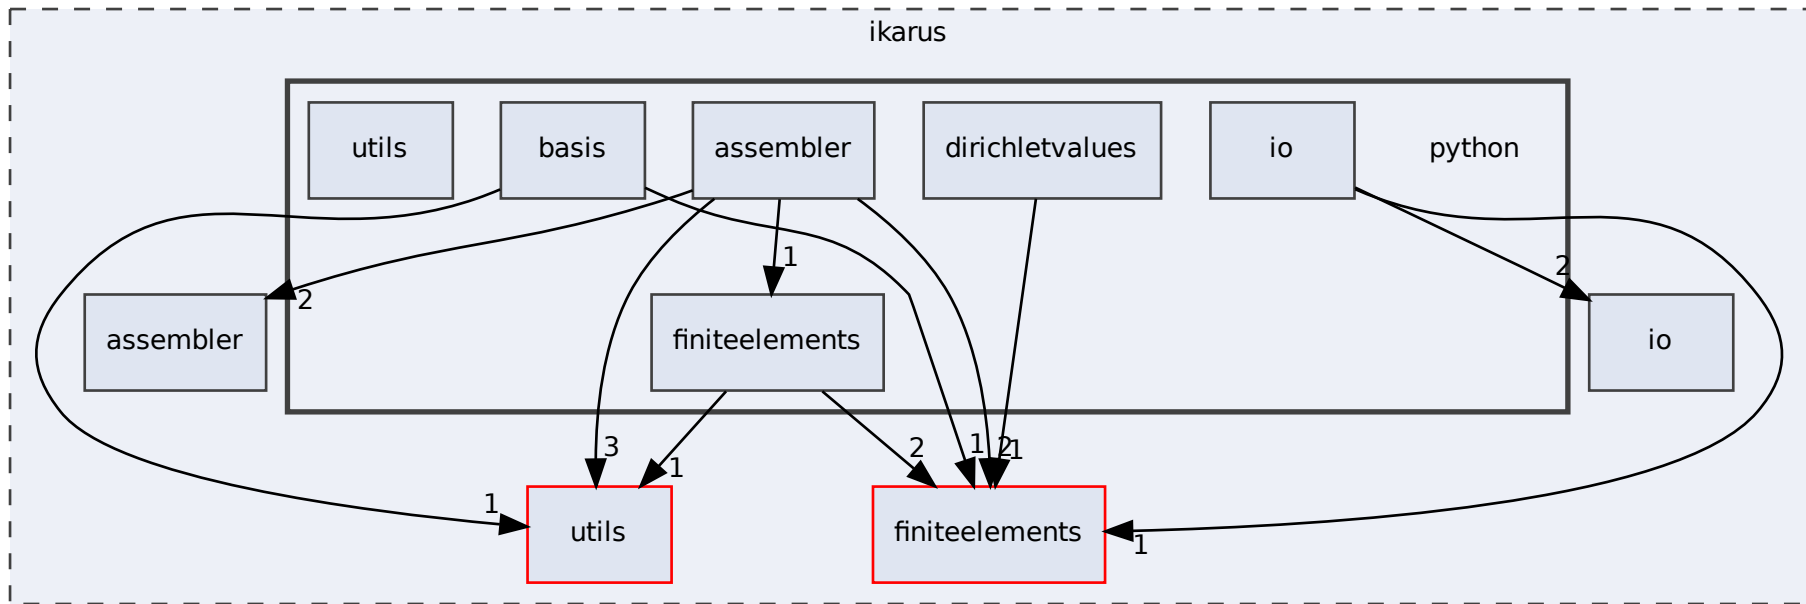 ikarus
utils
basis
assembler
dirichletvalues
io
python
1
2
2
assembler
finiteelements
io
3
1
2
1
2
1
1
utils
finiteelements
1